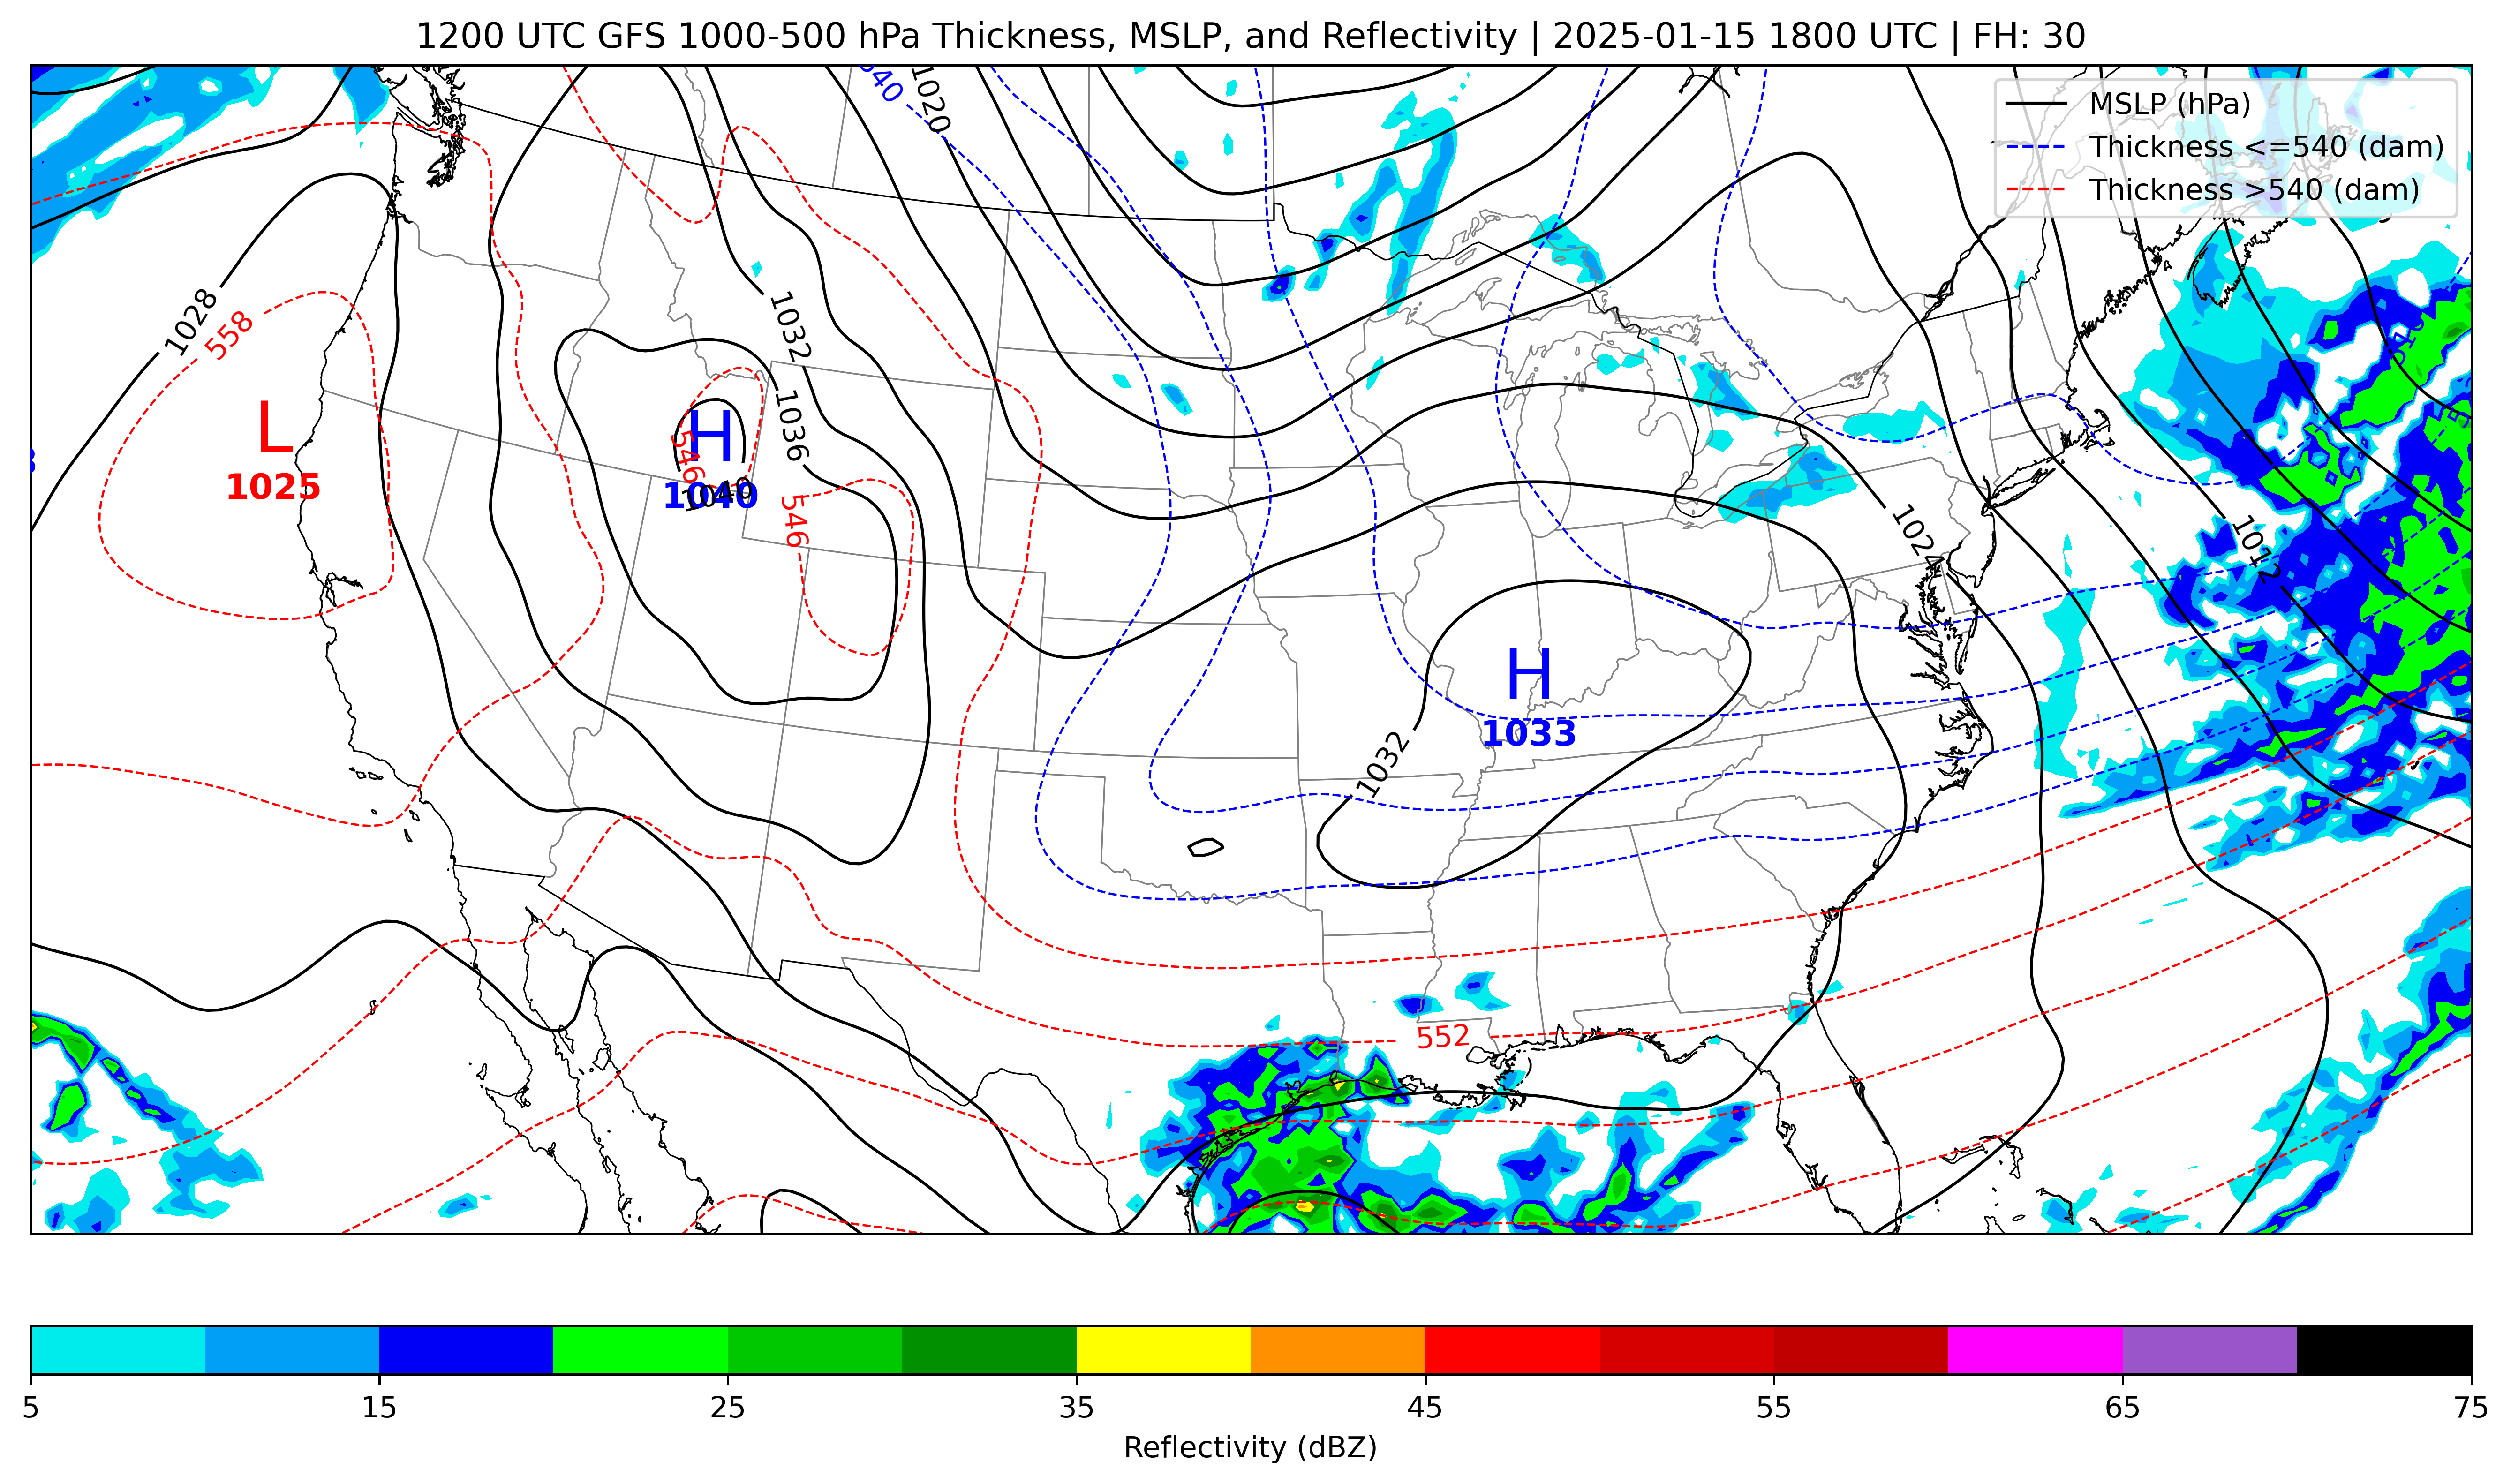 1200 UTC GFS 1000-500 hPa Thickness, MSLP, and Reflectivity | 2025-01-15 1800 UTC | FH: 30
MSLP (hPa)
Thickness <=540 (dam)
Thickness >540 (dam)
540
1020
1028
558
1032
1036
L
1025
H
1040
546
1040
546
1024
1012
H
1033
1032
552
5 15 25 35 45 55 65 75
Reflectivity (dBZ)